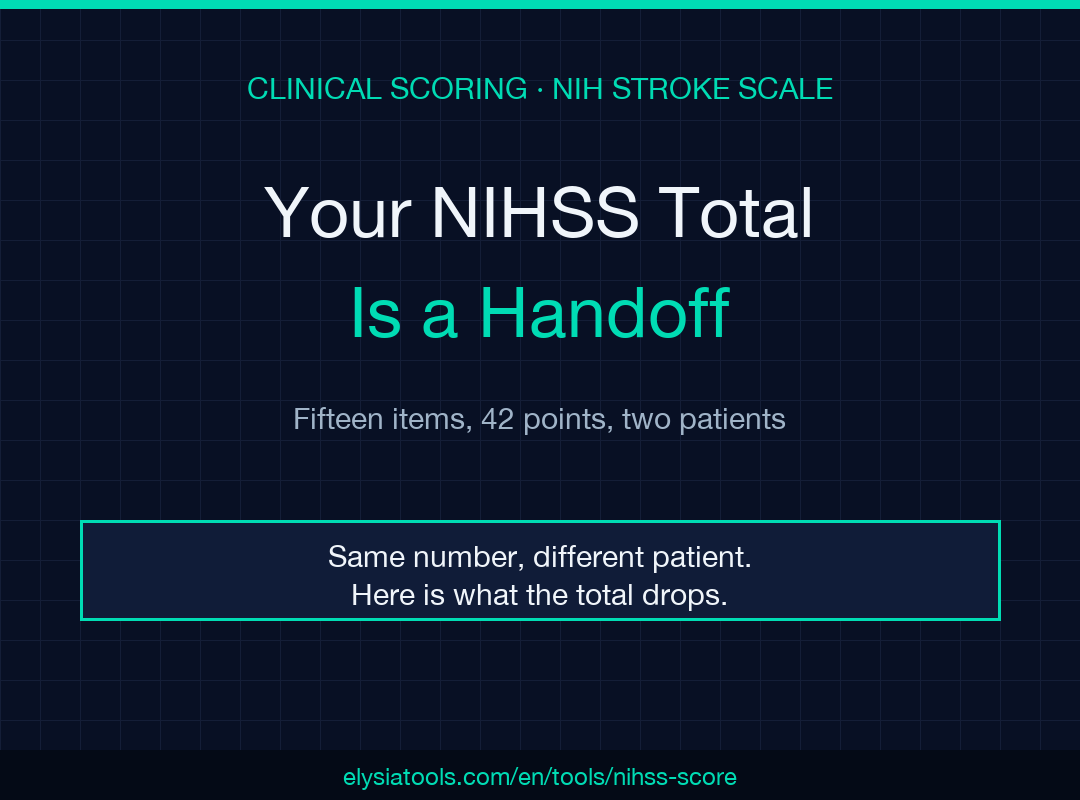 CLINICAL SCORING · NIH STROKE SCALE
Your NIHSS Total
Is a Handoff
Fifteen items, 42 points, two patients
Same number, different patient.
Here is what the total drops.
elysiatools.com/en/tools/nihss-score